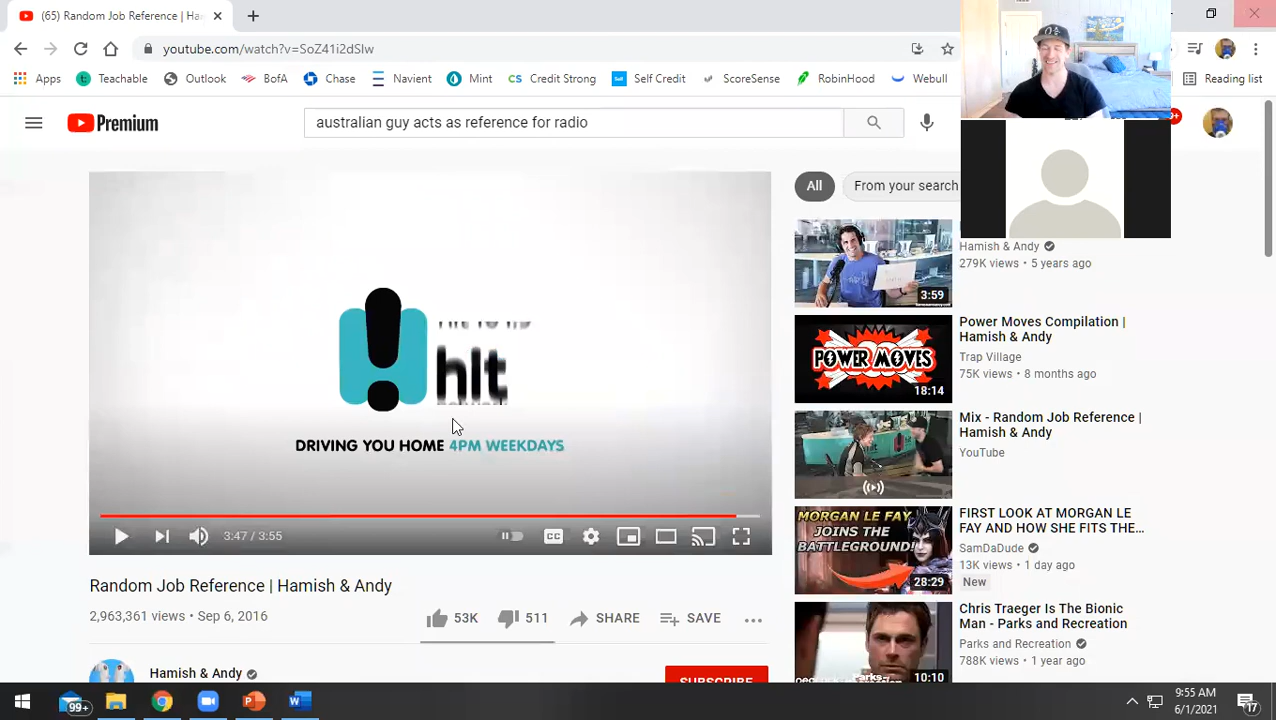 (65) Random Job Reference | Ha
youtube.com/watch?v=SoZ41i2dSIw
Apps
Teachable
Outlook
BofA
Chase
Navient
Mint
CS Credit Strong
Self Credit
ScoreSense
RobinHood
Webull
Reading list
Premium
australian guy acts as reference for radio
All
From your search
hit
DRIVING YOU HOME 4PM WEEKDAYS
3:47 / 3:55
Random Job Reference | Hamish & Andy
2,963,361 views • Sep 6, 2016
53K
511
SHARE
SAVE
Hamish & Andy
SUBSCRIBE
3:59
Hamish & Andy
279K views • 5 years ago
POWER MOVES
18:14
Power Moves Compilation |
Hamish & Andy
Trap Village
75K views • 8 months ago
Mix - Random Job Reference |
Hamish & Andy
YouTube
MORGAN LE FAY
JOINS THE
BATTLEGROUND!
28:29
FIRST LOOK AT MORGAN LE
FAY AND HOW SHE FITS THE...
SamDaDude
13K views • 1 day ago
New
Parks
10:10
Chris Traeger Is The Bionic
Man - Parks and Recreation
Parks and Recreation
788K views • 1 year ago
99+
9:55 AM
6/1/2021
17